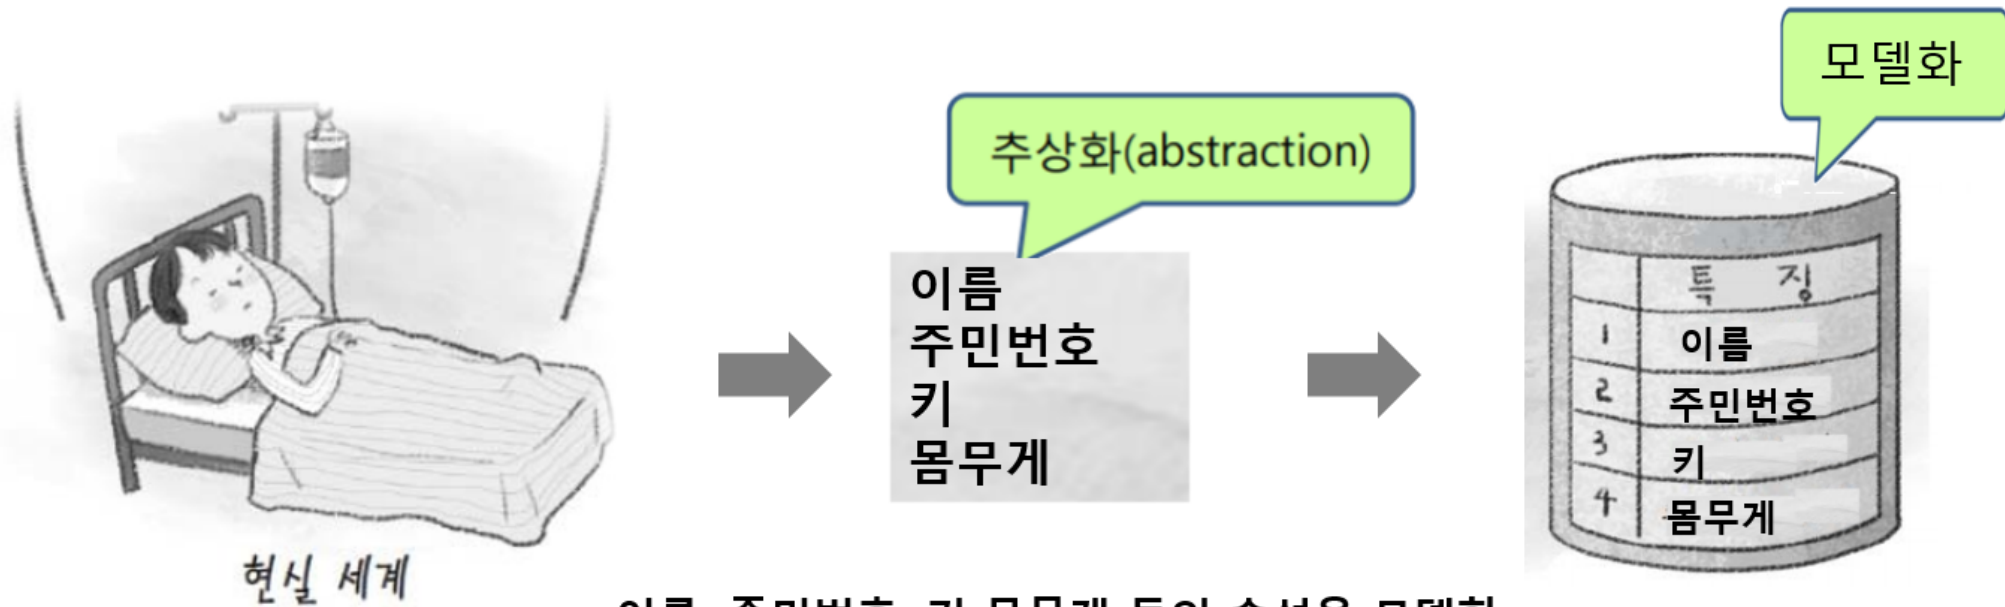 모델화
추상화(abstraction)
이름
주민번호
키
몸무게
특 징
1 이름
2 주민번호
3 키
4 몸무게
현실 세계